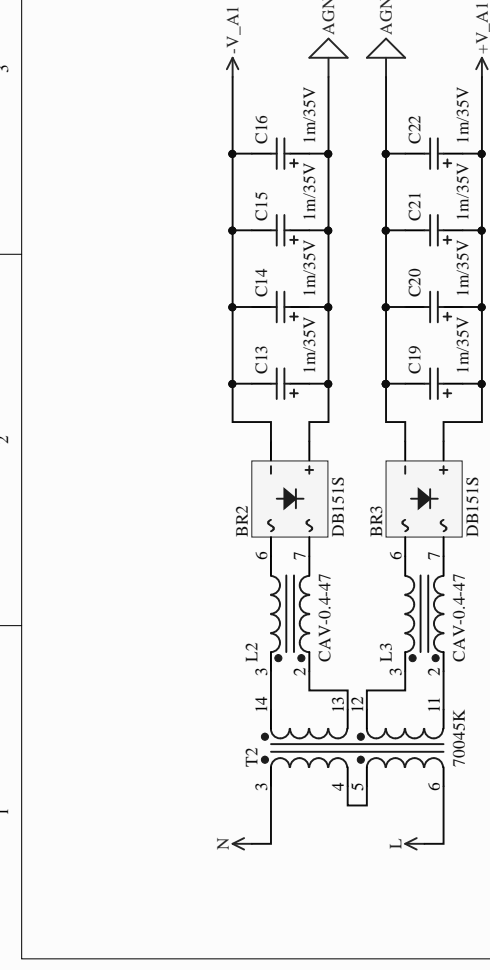 -V_A1
AGN
AGN
+V_A1
3
2
1
C16
1m/35V
C15
1m/35V
C14
1m/35V
C13
1m/35V
C22
1m/35V
C21
1m/35V
C20
1m/35V
C19
1m/35V
+
+
+
+
+
+
+
+
BR2
- +
DB151S
BR3
- +
DB151S
6
7
L2
3
2
CAV-0.4-47
6
7
L3
3
2
CAV-0.4-47
14
13
12
11
T2
70045K
3
4
5
6
N
L